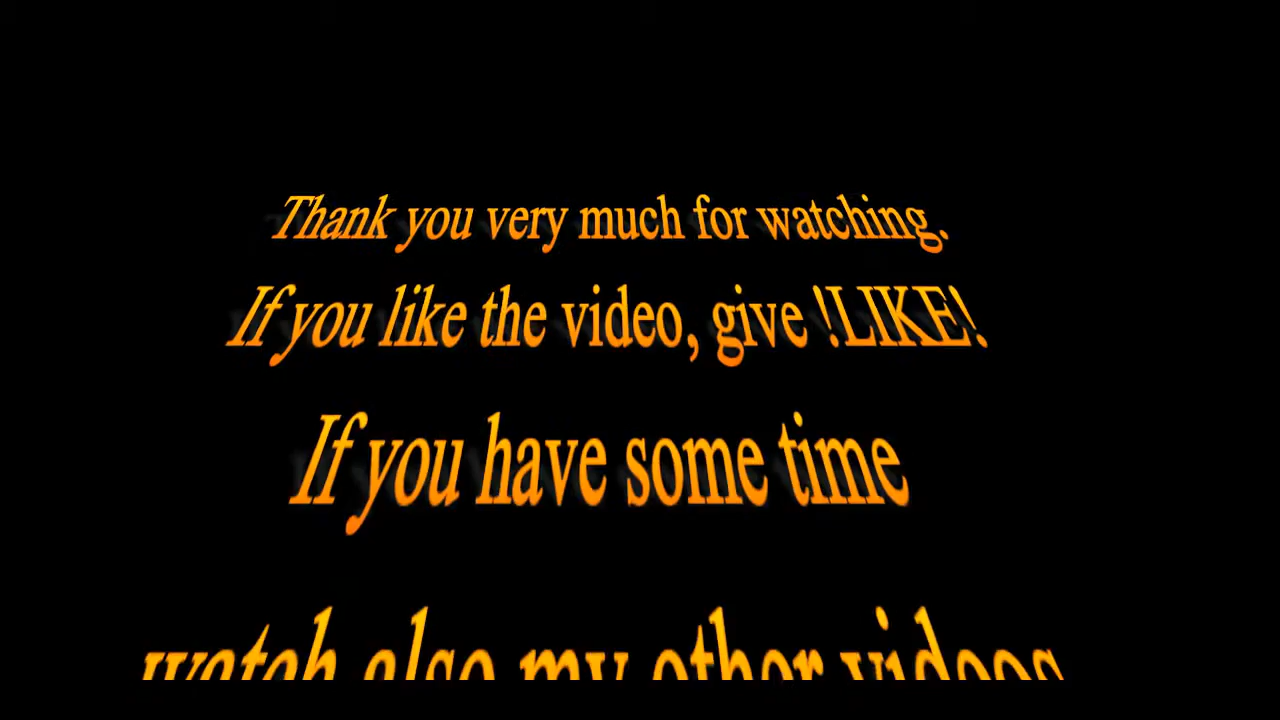 Thank you very much for watching.
If you like the video, give !LIKE!
If you have some time
watch also my other videos